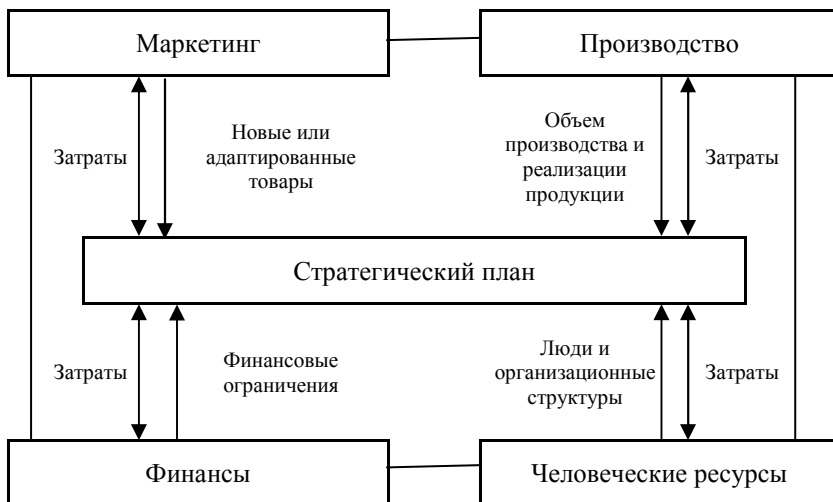 Маркетинг
Производство
Затраты
Новые или
адаптированные
товары
Объем
производства и
реализации
продукции
Затраты
Стратегический план
Затраты
Финансовые
ограничения
Люди и
организационные
структуры
Затраты
Финансы
Человеческие ресурсы